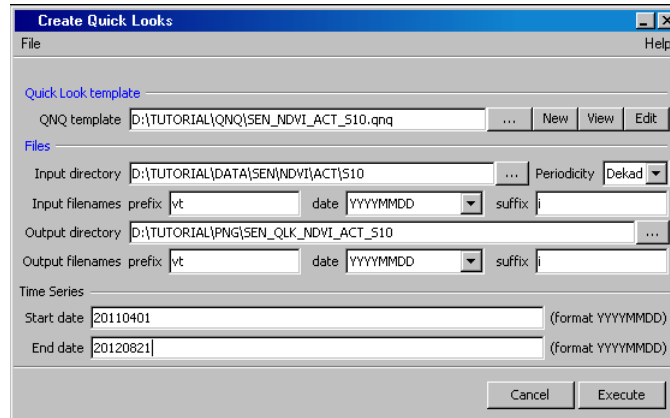 Create Quick Looks
File Help
Quick Look template
QNQ template D:\TUTORIAL\QNQ\SEN_NDVI_ACT_S10.qnq ... New View Edit
Files
Input directory D:\TUTORIAL\DATA\SEN\NDVI\ACT\S10 ... Periodicity Dekad
Input filenames prefix vt date YYYYMMDD suffix i
Output directory D:\TUTORIAL\PNG\SEN_QLK_NDVI_ACT_S10 ...
Output filenames prefix vt date YYYYMMDD suffix i
Time Series
Start date 20110401 (format YYYYMMDD)
End date 20120821 (format YYYYMMDD)
Cancel Execute